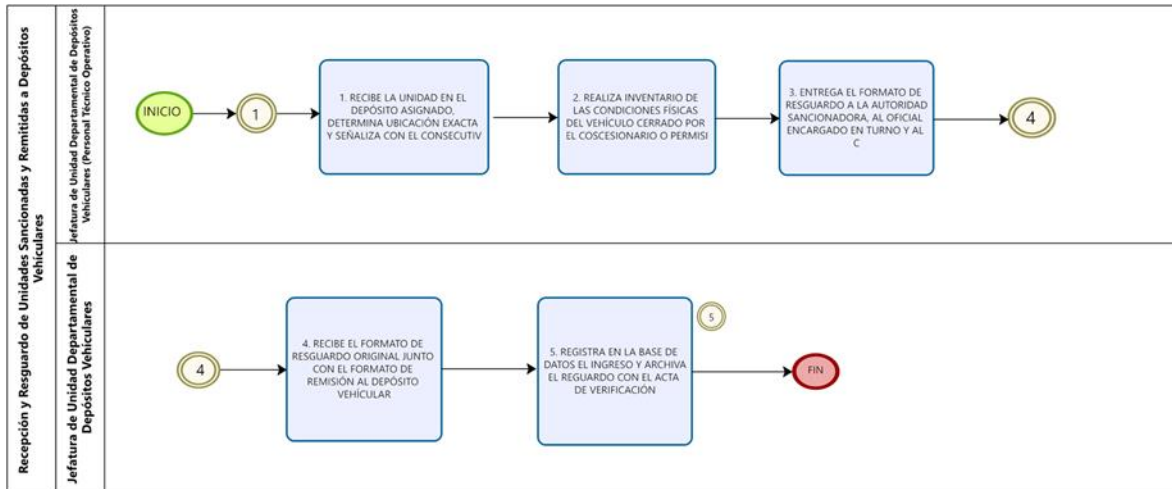 Recepción y Resguardo de Unidades Sancionadas y Remitidas a Depósitos
Vehículares
Jefatura de Unidad Departamental de Depósitos
Vehiculares (Personal Técnico Operativo)
INICIO
1
1. RECIBE LA UNIDAD EN EL
DEPÓSITO ASIGNADO,
DETERMINA UBICACIÓN EXACTA
Y SEÑALIZA CON EL CONSECUTIV
2. REALIZA INVENTARIO DE
LAS CONDICIONES FÍSICAS
DEL VEHÍCULO CERRADO POR
EL COSCESIONARIO O PERMISI
3. ENTREGA EL FORMATO DE
RESGUARDO A LA AUTORIDAD
SANCIONADORA, AL OFICIAL
ENCARGADO EN TURNO Y AL
C
4
Jefatura de Unidad Departamental de
Depósitos Vehiculares
4
4. RECIBE EL FORMATO DE
RESGUARDO ORIGINAL JUNTO
CON EL FORMATO DE
REMISIÓN AL DEPÓSITO
VEHÍCULAR
5. REGISTRA EN LA BASE DE
DATOS EL INGRESO Y ARCHIVA
EL REGUARDO CON EL ACTA
DE VERIFICACIÓN
5
FIN